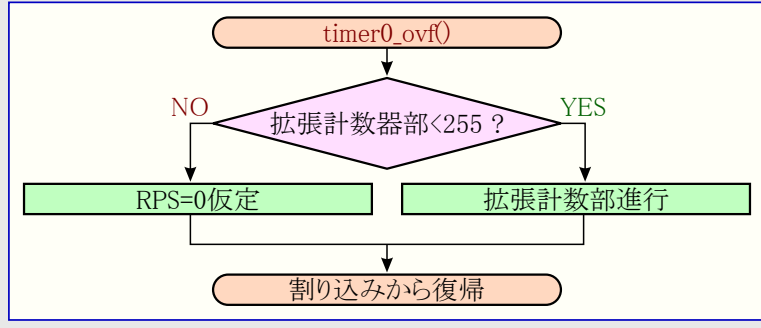 timer0_ovf()
拡張計数器部<255 ?
NO
YES
RPS=0仮定
拡張計数部進行
割り込みから復帰